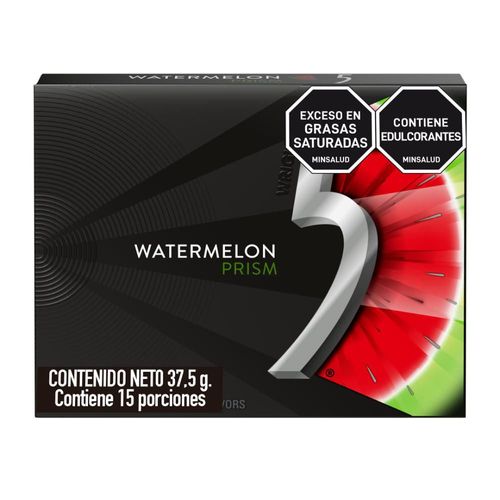 WATERMELON 5
EXCESO EN
GRASAS
SATURADAS
MINSALUD
CONTIENE
EDULCORANTES
MINSALUD
5
WATERMELON
PRISM
®
CONTENIDO NETO 37.5 g.
Contiene 15 porciones